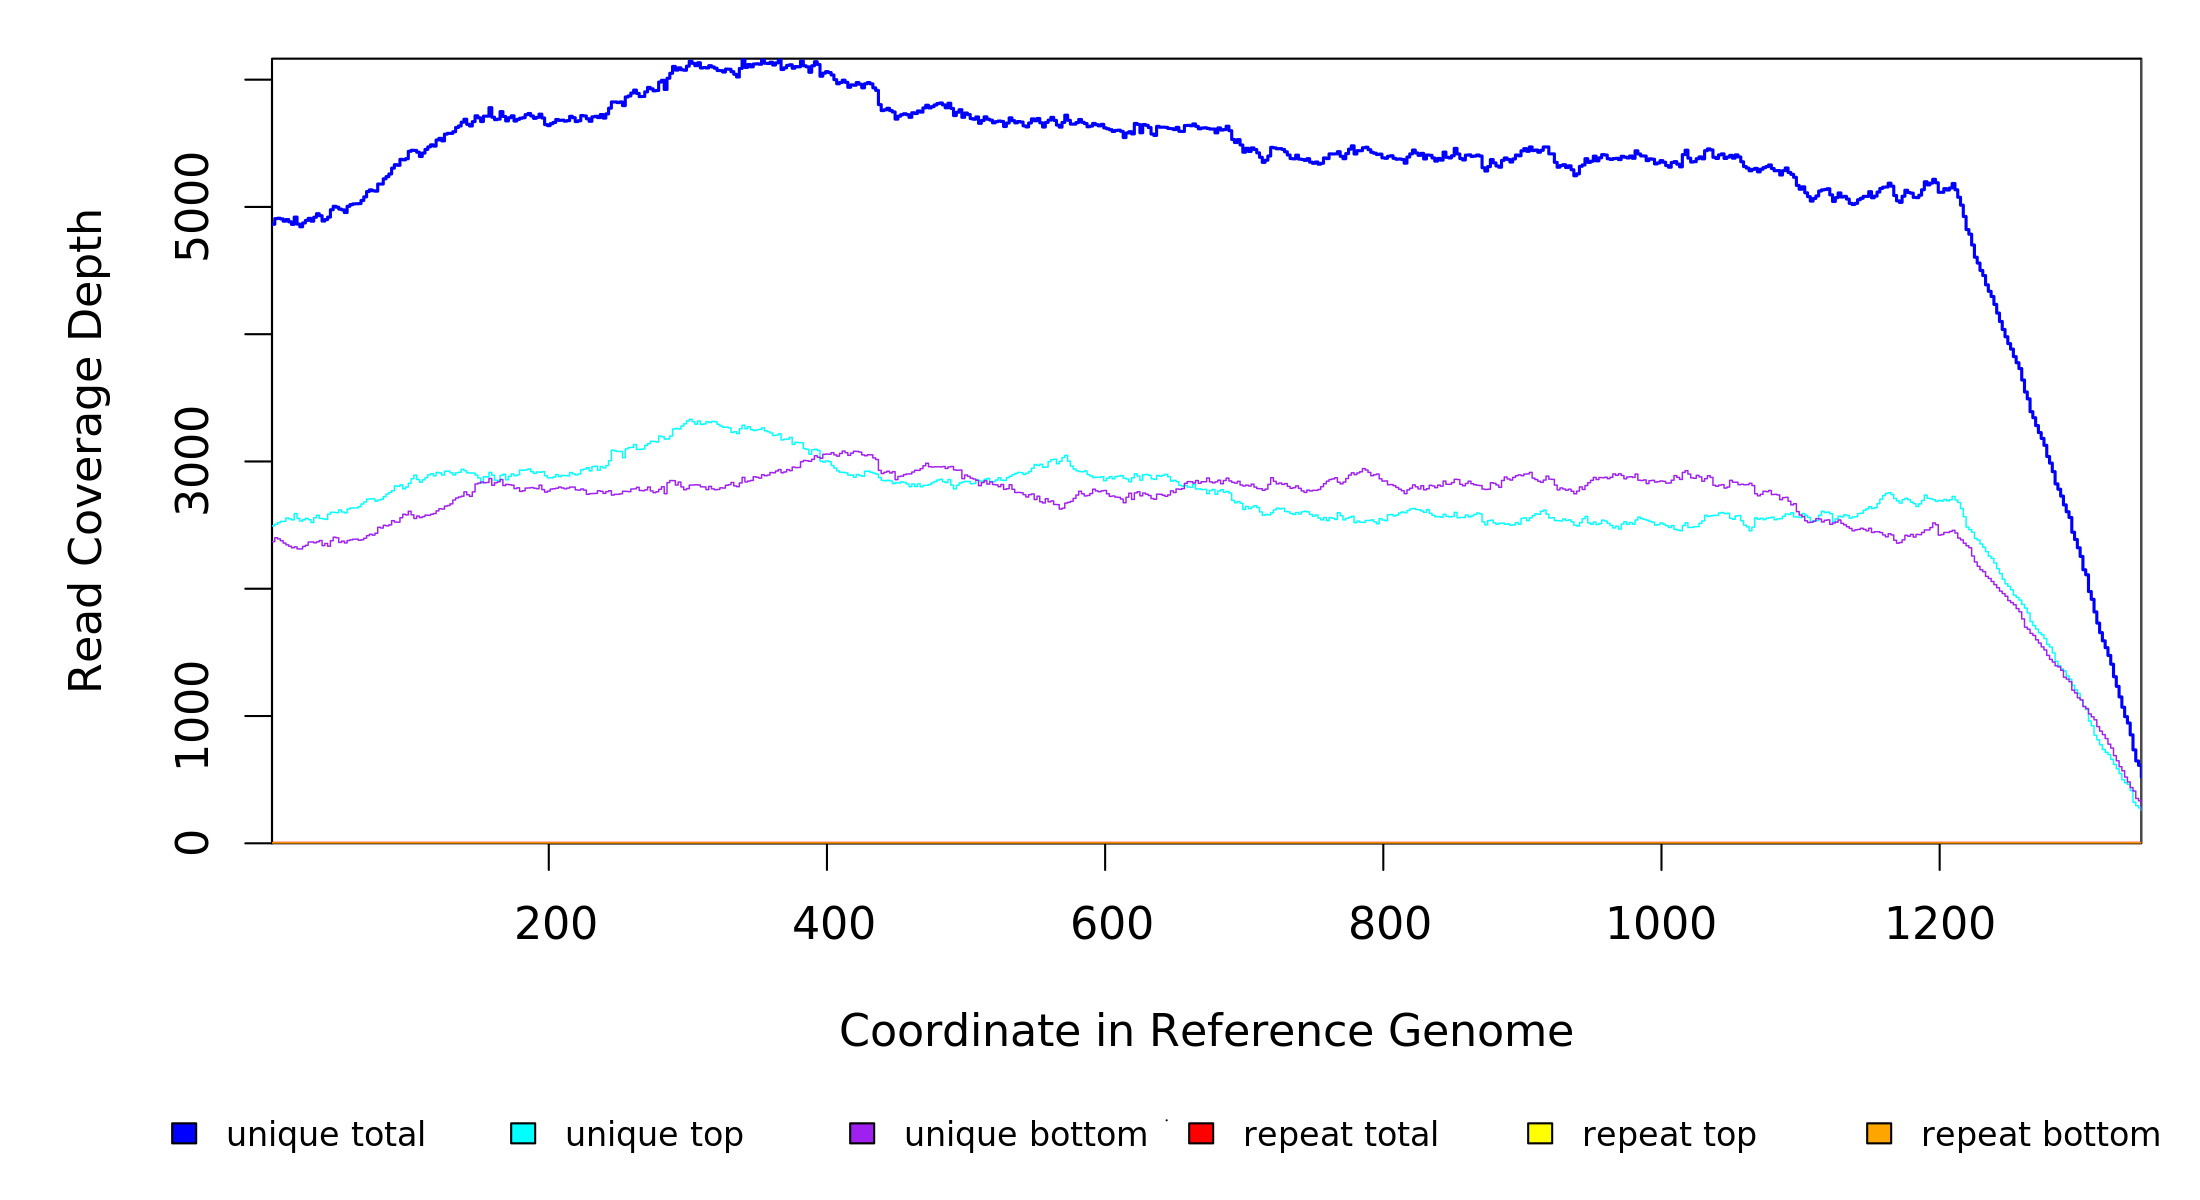 Read Coverage Depth
5000
3000
1000
0
200 400 600 800 1000 1200
Coordinate in Reference Genome
unique total unique top unique bottom repeat total repeat top repeat bottom